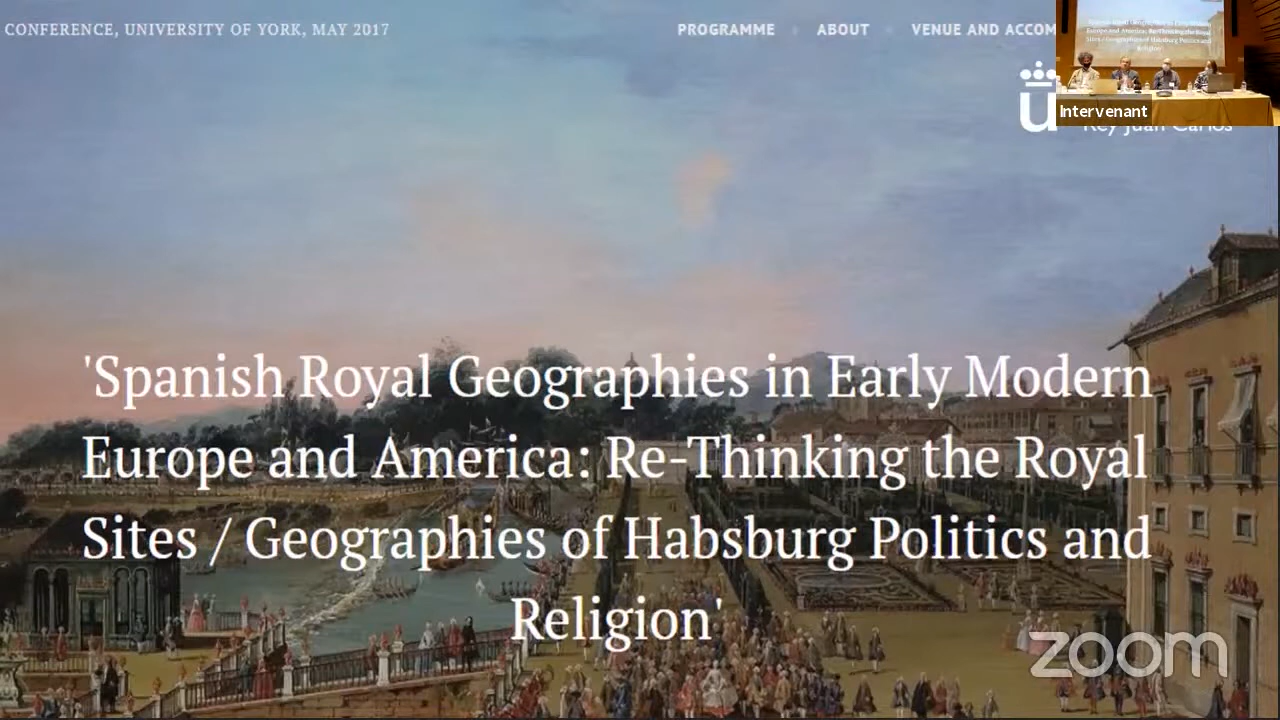 CONFERENCE, UNIVERSITY OF YORK, MAY 2017
PROGRAMME
ABOUT
VENUE AND ACCOM
Intervenant
Rey Juan Carlos
'Spanish Royal Geographies in Early Modern
Europe and America: Re-Thinking the Royal
Sites / Geographies of Habsburg Politics and
Religion'
zoom